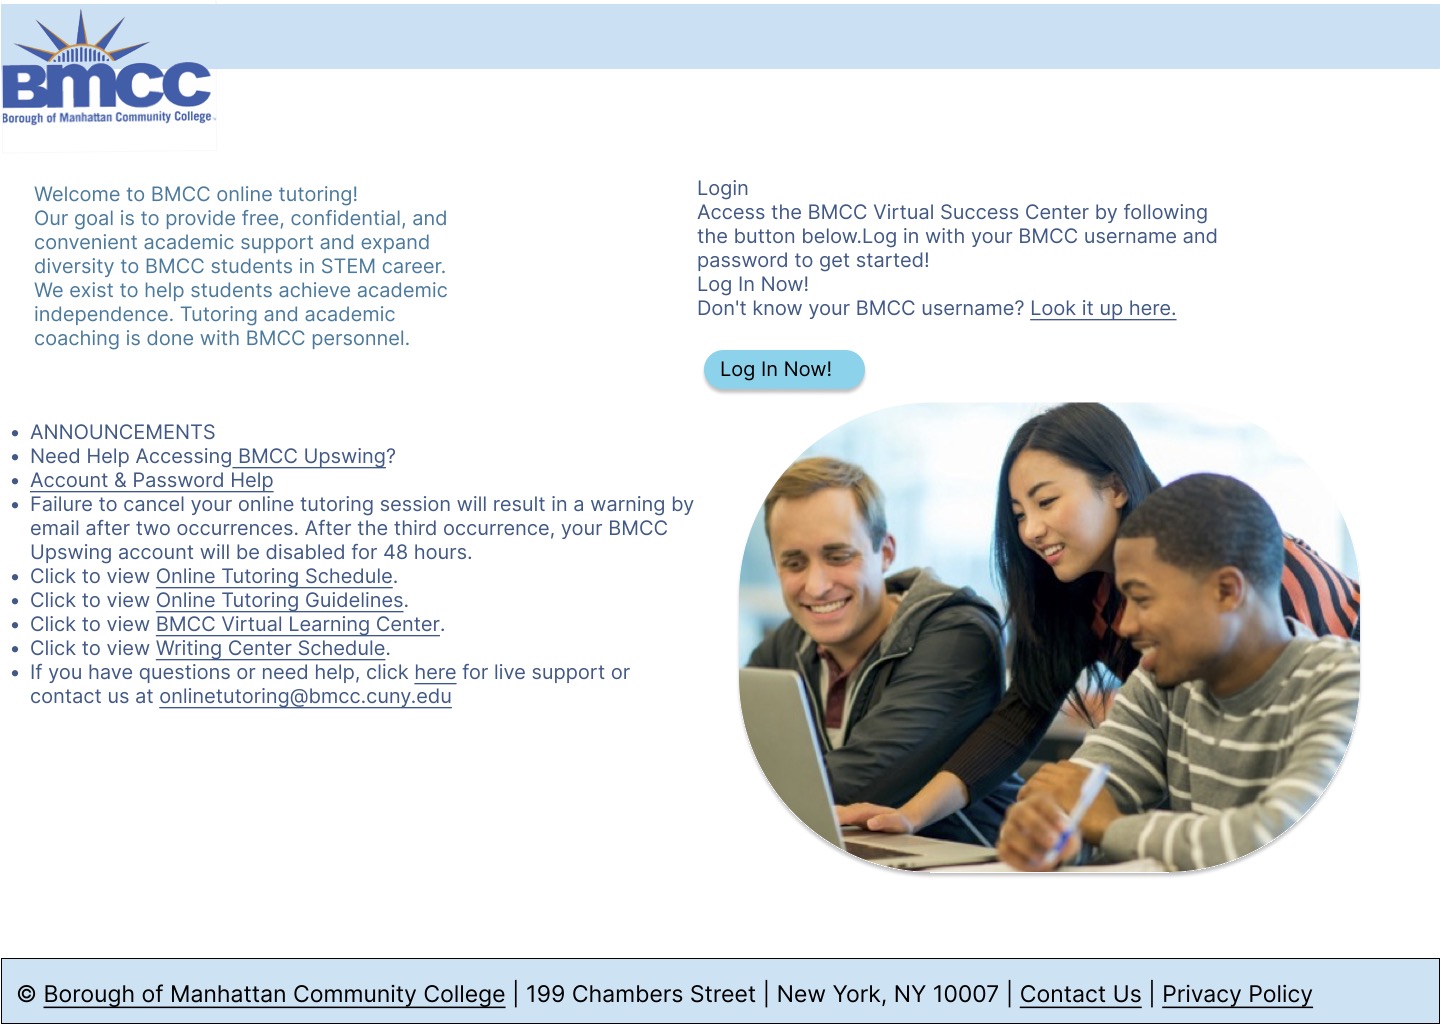 BMCC
Borough of Manhattan Community College
Welcome to BMCC online tutoring!
Our goal is to provide free, confidential, and
convenient academic support and expand
diversity to BMCC students in STEM career.
We exist to help students achieve academic
independence. Tutoring and academic
coaching is done with BMCC personnel.
Login
Access the BMCC Virtual Success Center by following
the button below.Log in with your BMCC username and
password to get started!
Log In Now!
Don't know your BMCC username? Look it up here.
Log In Now!
• ANNOUNCEMENTS
• Need Help Accessing BMCC Upswing?
• Account & Password Help
• Failure to cancel your online tutoring session will result in a warning by
email after two occurrences. After the third occurrence, your BMCC
Upswing account will be disabled for 48 hours.
• Click to view Online Tutoring Schedule.
• Click to view Online Tutoring Guidelines.
• Click to view BMCC Virtual Learning Center.
• Click to view Writing Center Schedule.
• If you have questions or need help, click here for live support or
contact us at onlinetutoring@bmcc.cuny.edu
© Borough of Manhattan Community College | 199 Chambers Street | New York, NY 10007 | Contact Us | Privacy Policy